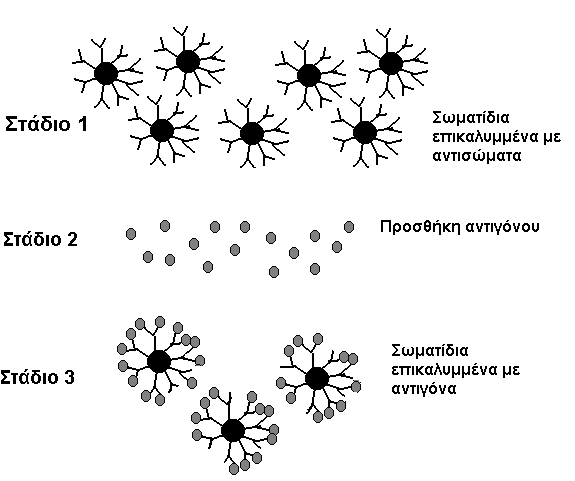 Στάδιο 1
Σωματίδια
επικαλυμμένα με
αντισώματα
Στάδιο 2
Προσθήκη αντιγόνου
Στάδιο 3
Σωματίδια
επικαλυμμένα με
αντιγόνα